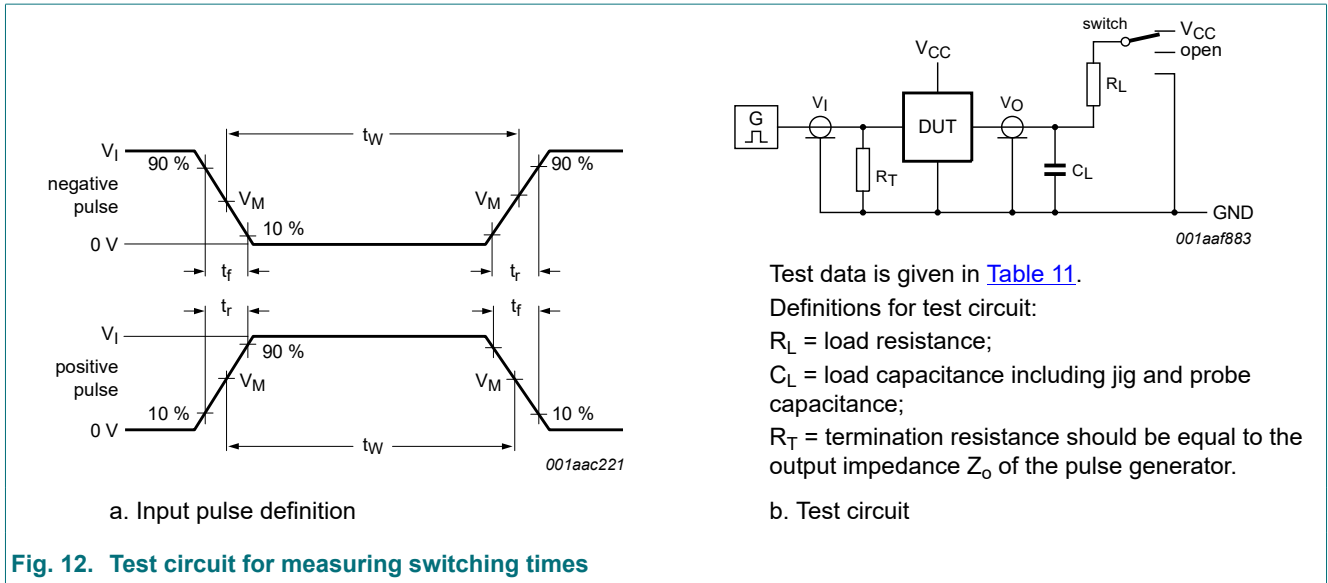 V_I
90 %
negative
pulse
0 V
t_W
V_M
10 %
V_M
90 %
t_f
t_r
t_r
t_f
V_I
positive
pulse
90 %
V_M
V_M
10 %
0 V
10 %
t_W
001aac221
a. Input pulse definition
switch
V_CC
open
V_CC
R_L
G
V_I
DUT
V_O
R_T
C_L
GND
001aaf883
Test data is given in Table 11.
Definitions for test circuit:
R_L = load resistance;
C_L = load capacitance including jig and probe
capacitance;
R_T = termination resistance should be equal to the
output impedance Z_o of the pulse generator.
b. Test circuit
Fig. 12. Test circuit for measuring switching times